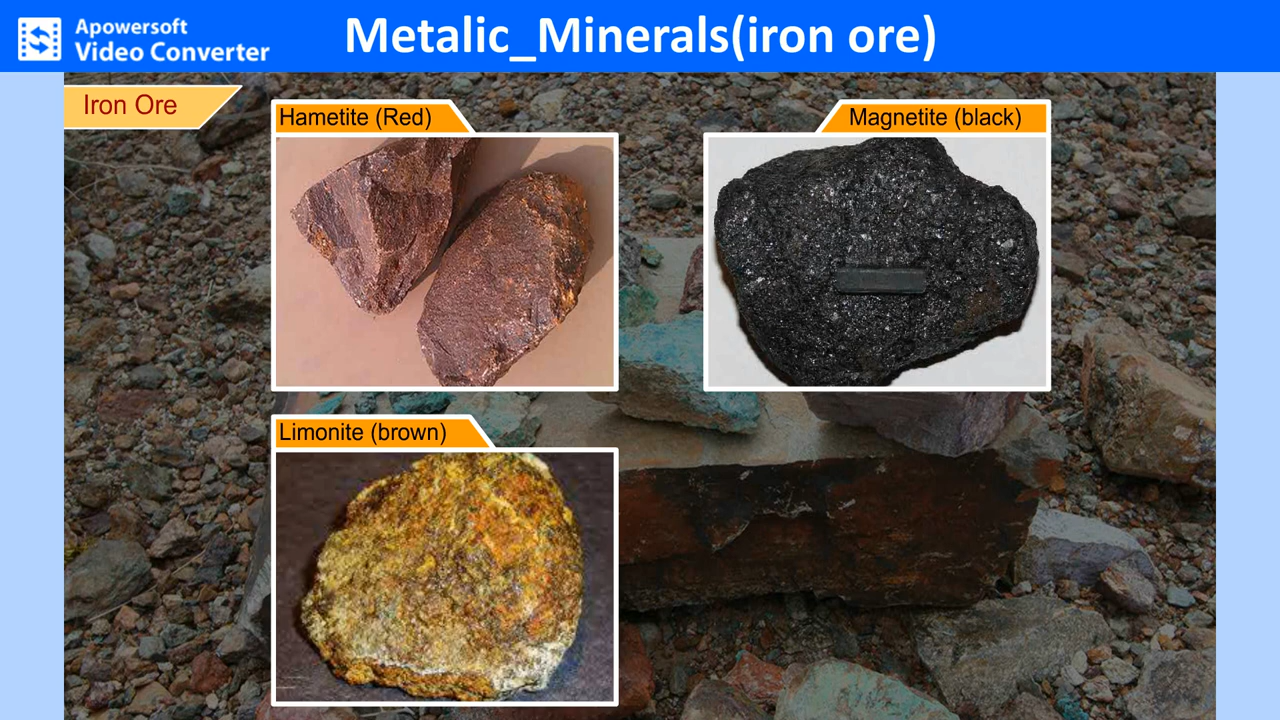 Apowersoft
Video Converter
Metalic_Minerals(iron ore)
Iron Ore
Hametite (Red)
Magnetite (black)
Limonite (brown)